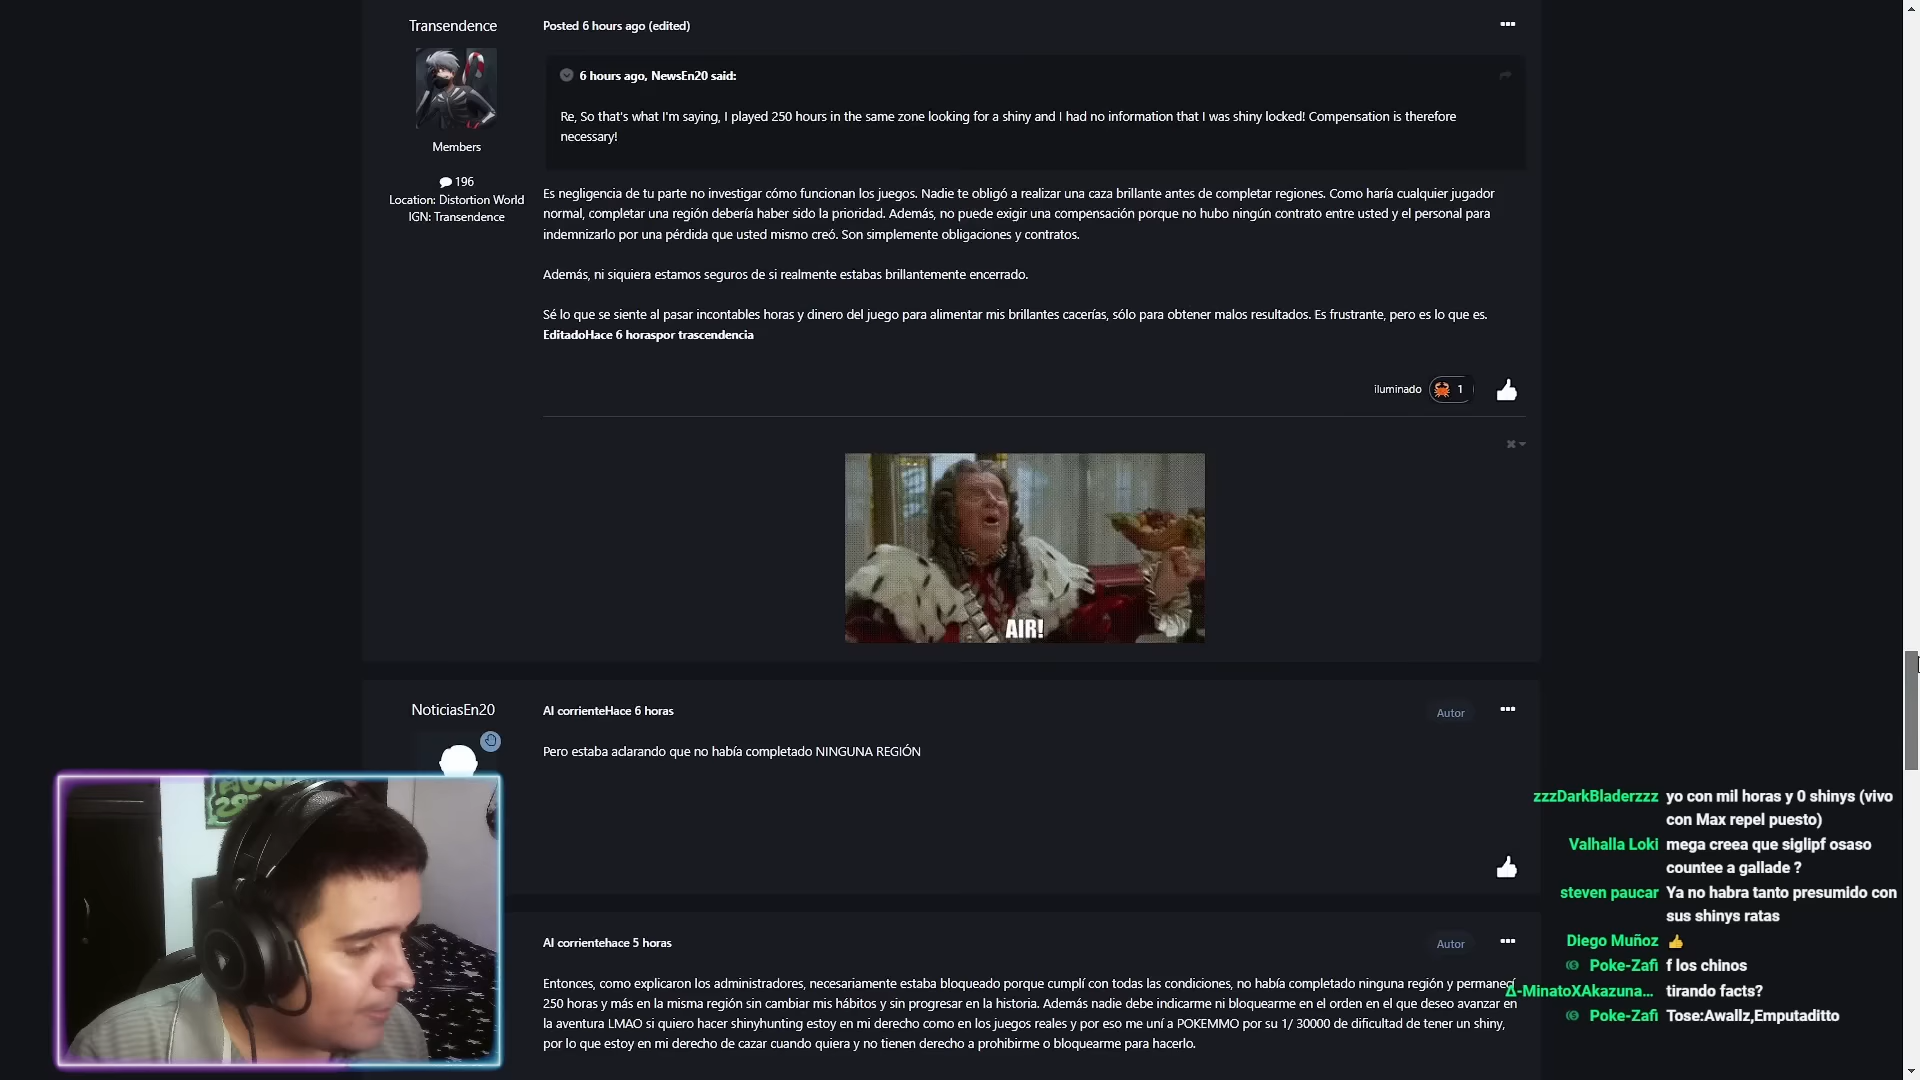 Transendence
Posted 6 hours ago (edited)
6 hours ago, NewsEn20 said:
Re, So that's what I'm saying, I played 250 hours in the same zone looking for a shiny and I had no information that I was shiny locked! Compensation is therefore
necessary!
Members
196
Location: Distortion World
IGN: Transendence
Es negligencia de tu parte no investigar cómo funcionan los juegos. Nadie te obligó a realizar una caza brillante antes de completar regiones. Como haría cualquier jugador
normal, completar una región debería haber sido la prioridad. Además, no puede exigir una compensación porque no hubo ningún contrato entre usted y el personal para
indemnizarlo por una pérdida que usted mismo creó. Son simplemente obligaciones y contratos.
Además, ni siquiera estamos seguros de si realmente estabas brillantemente encerrado.
Sé lo que se siente al pasar incontables horas y dinero del juego para alimentar mis brillantes cacerías, sólo para obtener malos resultados. Es frustrante, pero es lo que es.
EditadoHace 6 horaspor trascendencia
iluminado 1
AIR!
NoticiasEn20
Al corrienteHace 6 horas
Autor
Pero estaba aclarando que no había completado NINGUNA REGIÓN
Al corrientehace 5 horas
Autor
Entonces, como explicaron los administradores, necesariamente estaba bloqueado porque cumplí con todas las condiciones, no había completado ninguna región y permanecí
250 horas y más en la misma región sin cambiar mis hábitos y sin progresar en la historia. Además nadie debe indicarme ni bloquearme en el orden en el que deseo avanzar en
la aventura LMAO si quiero hacer shinyhunting estoy en mi derecho como en los juegos reales y por eso me uní a POKEMMO por su 1/ 30000 de dificultad de tener un shiny,
por lo que estoy en mi derecho de cazar cuando quiera y no tienen derecho a prohibirme o bloquearme para hacerlo.
zzzDarkBladerzzz yo con mil horas y 0 shinys (vivo
con Max repel puesto)
Valhalla Loki mega creea que siglipf osaso
countee a gallade ?
steven paucar Ya no habra tanto presumido con
sus shinys ratas
Diego Muñoz 👍
Poke-Zafi f los chinos
Δ-MinatoXAkazuna... tirando facts?
Poke-Zafi Tose:Awallz,Emputaditto